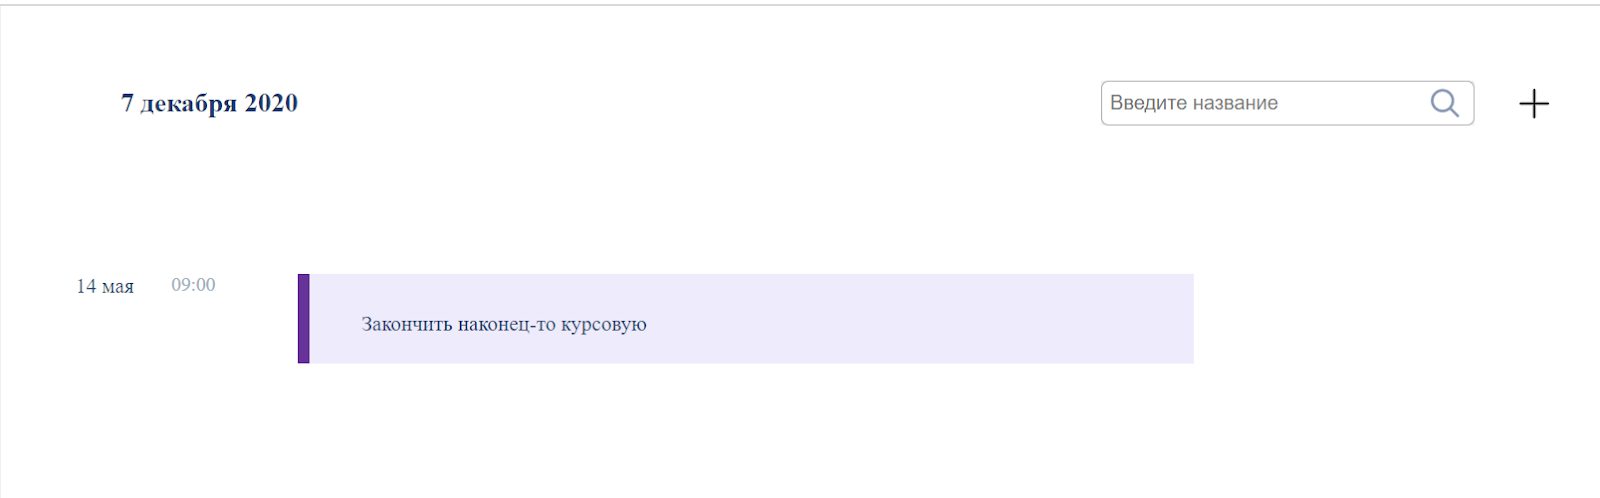 7 декабря 2020
Введите название
14 мая
09:00
Закончить наконец-то курсовую